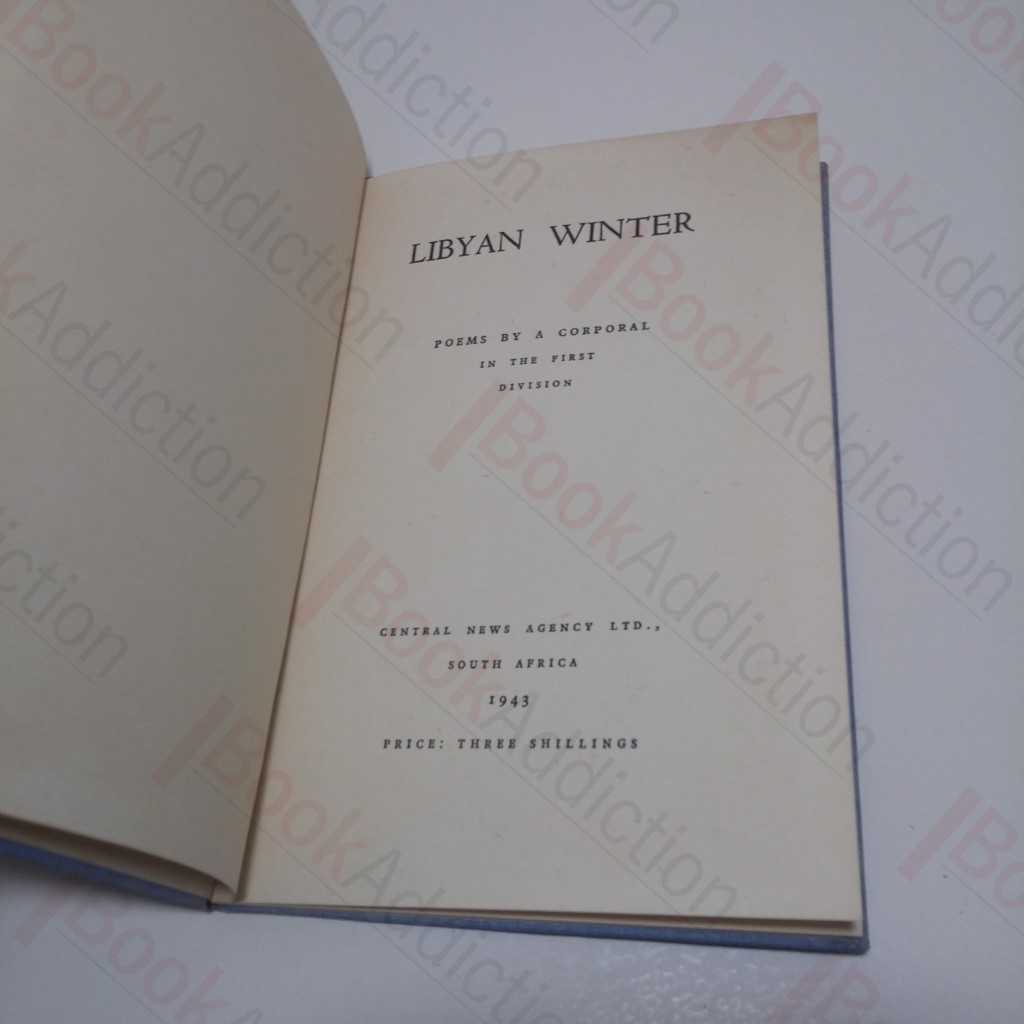 LIBYAN WINTER
POEMS BY A CORPORAL
IN THE FIRST
DIVISION
CENTRAL NEWS AGENCY LTD.,
SOUTH AFRICA
1943
PRICE: THREE SHILLINGS
BookAddiction